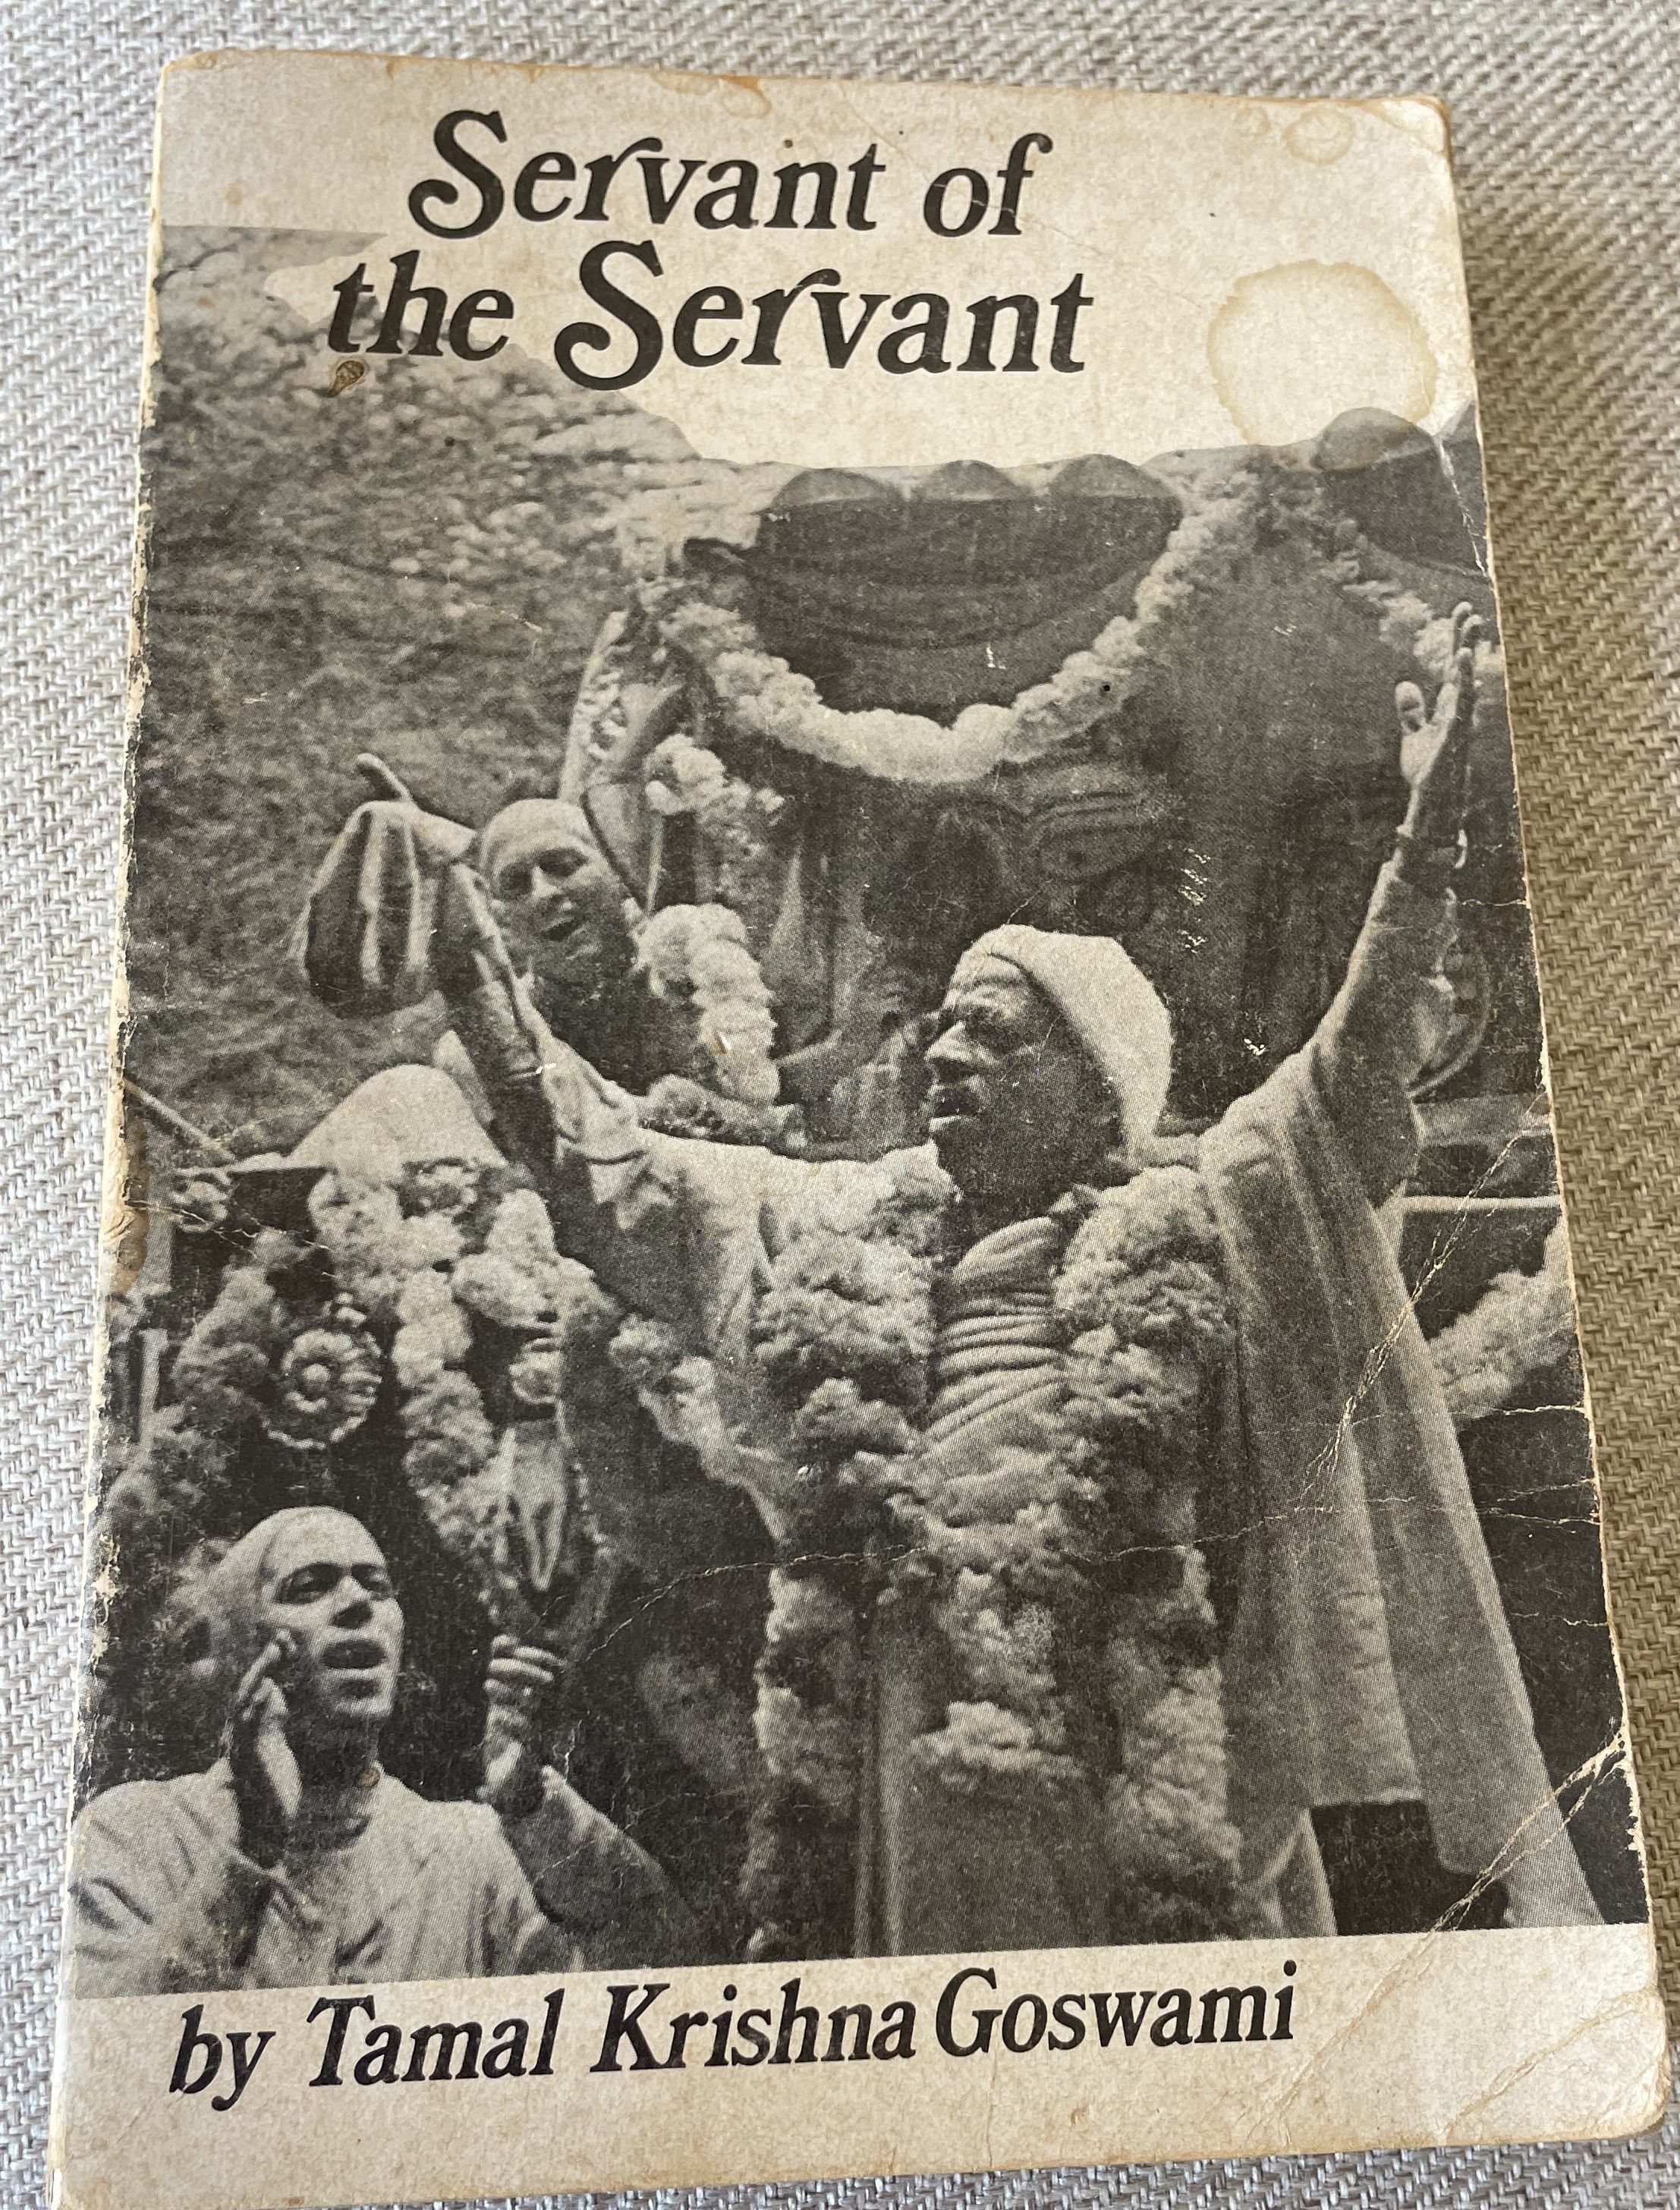 Servant of
the Servant
by Tamal Krishna Goswami